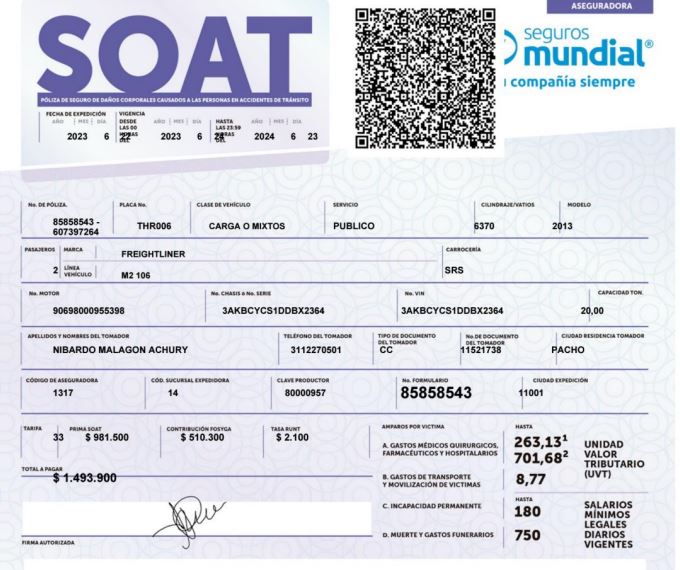 ASEGURADORA
SOAT
seguros
mundial®
compañía siempre
PÓLIZA DE SEGURO DE DAÑOS CORPORALES CAUSADOS A LAS PERSONAS EN ACCIDENTES DE TRÁNSITO
FECHA DE EXPEDICIÓN
AÑO MES DÍA
2023 6
VIGENCIA
DESDE
LAS 00
HORAS
DEL
AÑO MES DÍA
2023 6
HASTA
LAS 23:59
HORAS
DEL
AÑO MES DÍA
2024 6 23
No. DE PÓLIZA. PLACA No. CLASE DE VEHÍCULO SERVICIO CILINDRAJE/VATIOS MODELO
85858543 -
607397264 THR006 CARGA O MIXTOS PUBLICO 6370 2013
PASAJEROS MARCA FREIGHTLINER CARROCERÍA
2 LÍNEA
VEHÍCULO M2 106 SRS
No. MOTOR No. CHASIS ó No. SERIE No. VIN CAPACIDAD TON.
90698000955398 3AKBCYCS1DDBX2364 3AKBCYCS1DDBX2364 20,00
APELLIDOS Y NOMBRES DEL TOMADOR TELÉFONO DEL TOMADOR TIPO DE DOCUMENTO
DEL TOMADOR No. DE DOCUMENTO
DEL TOMADOR CIUDAD RESIDENCIA TOMADOR
NIBARDO MALAGON ACHURY 3112270501 CC 11521738 PACHO
CÓDIGO DE ASEGURADORA CÓD. SUCURSAL EXPEDIDORA CLAVE PRODUCTOR No. FORMULARIO CIUDAD EXPEDICIÓN
1317 14 80000957 85858543 11001
TARIFA PRIMA SOAT CONTRIBUCIÓN FOSYGA TASA RUNT
33 $ 981.500 $ 510.300 $ 2.100
TOTAL A PAGAR
$ 1.493.900
FIRMA AUTORIZADA
AMPAROS POR VICTIMA HASTA
A. GASTOS MÉDICOS QUIRURGICOS,
FARMACÉUTICOS Y HOSPITALARIOS
263,13¹
701,68²
B. GASTOS DE TRANSPORTE
Y MOVILIZACIÓN DE VICTIMAS 8,77
UNIDAD
VALOR
TRIBUTARIO
(UVT)
C. INCAPACIDAD PERMANENTE HASTA
180
D. MUERTE Y GASTOS FUNERARIOS 750
SALARIOS
MÍNIMOS
LEGALES
DIARIOS
VIGENTES